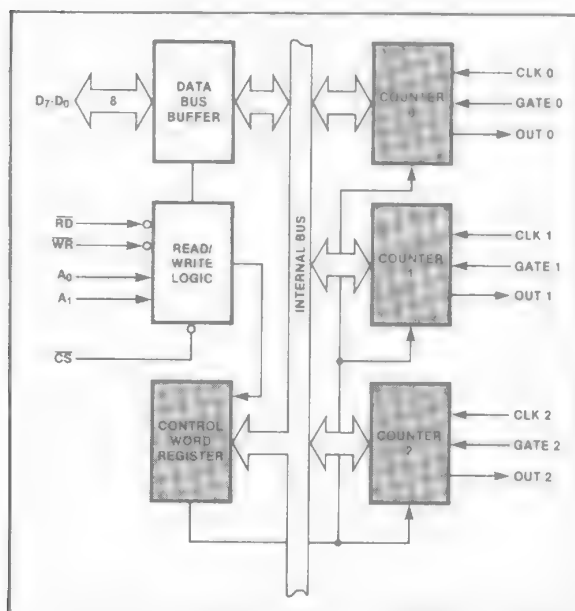 D7-D0
8
DATA
BUS
BUFFER
RD
WR
A0
A1
CS
READ/
WRITE
LOGIC
CONTROL
WORD
REGISTER
INTERNAL BUS
COUNTER
0
CLK 0
GATE 0
OUT 0
COUNTER
1
CLK 1
GATE 1
OUT 1
COUNTER
2
CLK 2
GATE 2
OUT 2